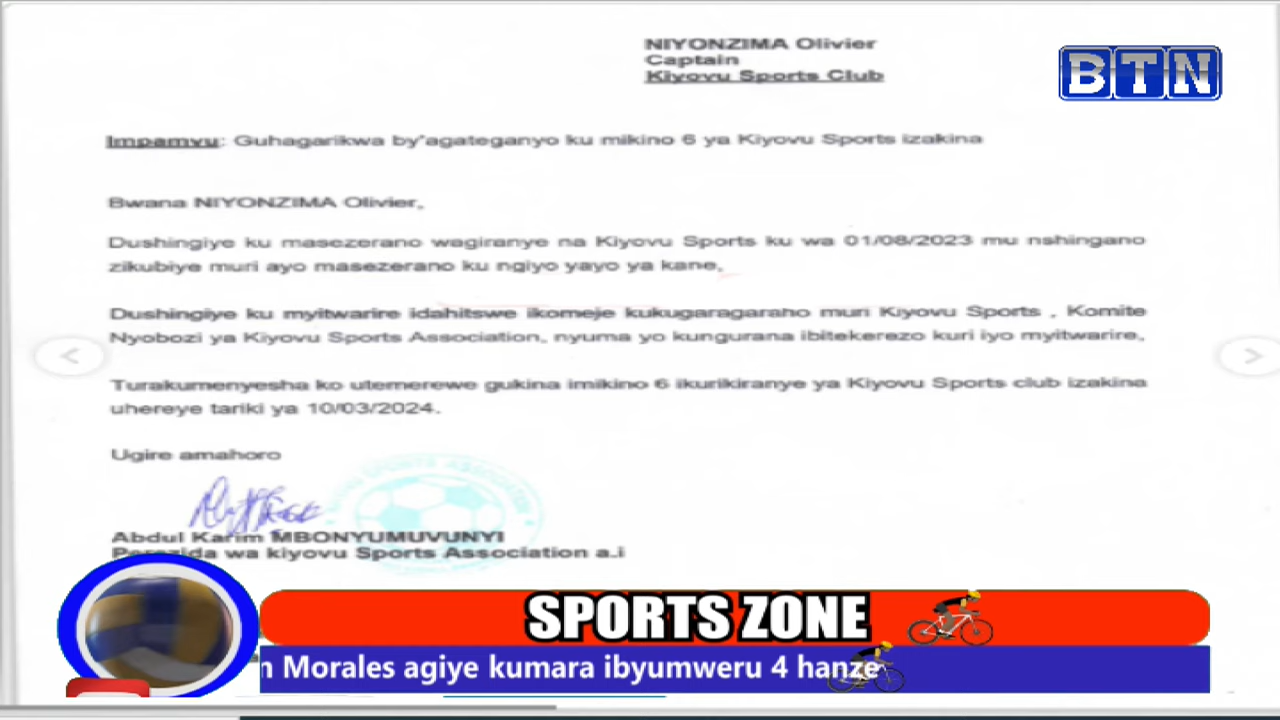 NIYONZIMA Olivier
Captain
Kiyovu Sports Club
BTN
Impamvu: Guhagarikwa by'agateganyo ku mikino 6 ya Kiyovu Sports izakina
Bwana NIYONZIMA Olivier,
Dushingiye ku masezerano wagiranye na Kiyovu Sports ku wa 01/08/2023 mu nshingano
zikubiye muri ayo masezerano ku ngiyo yayo ya kane,
Dushingiye ku myitwarire idahitswe ikomeje kukugaragaraho muri Kiyovu Sports , Komite
Nyobozi ya Kiyovu Sports Association, nyuma yo kungurana ibitekerezo kuri iyo myitwarire,
Turakumenyesha ko utemerewe gukina imikino 6 ikurikiranye ya Kiyovu Sports club izakina
uhereye tariki ya 10/03/2024.
Ugire amahoro
SPORTS ASSOCIATION
Abdul Karim MBONYUMUVUNYI
Perezida wa kiyovu Sports Association a.i
SPORTS ZONE
n Morales agiye kumara ibyumweru 4 hanze